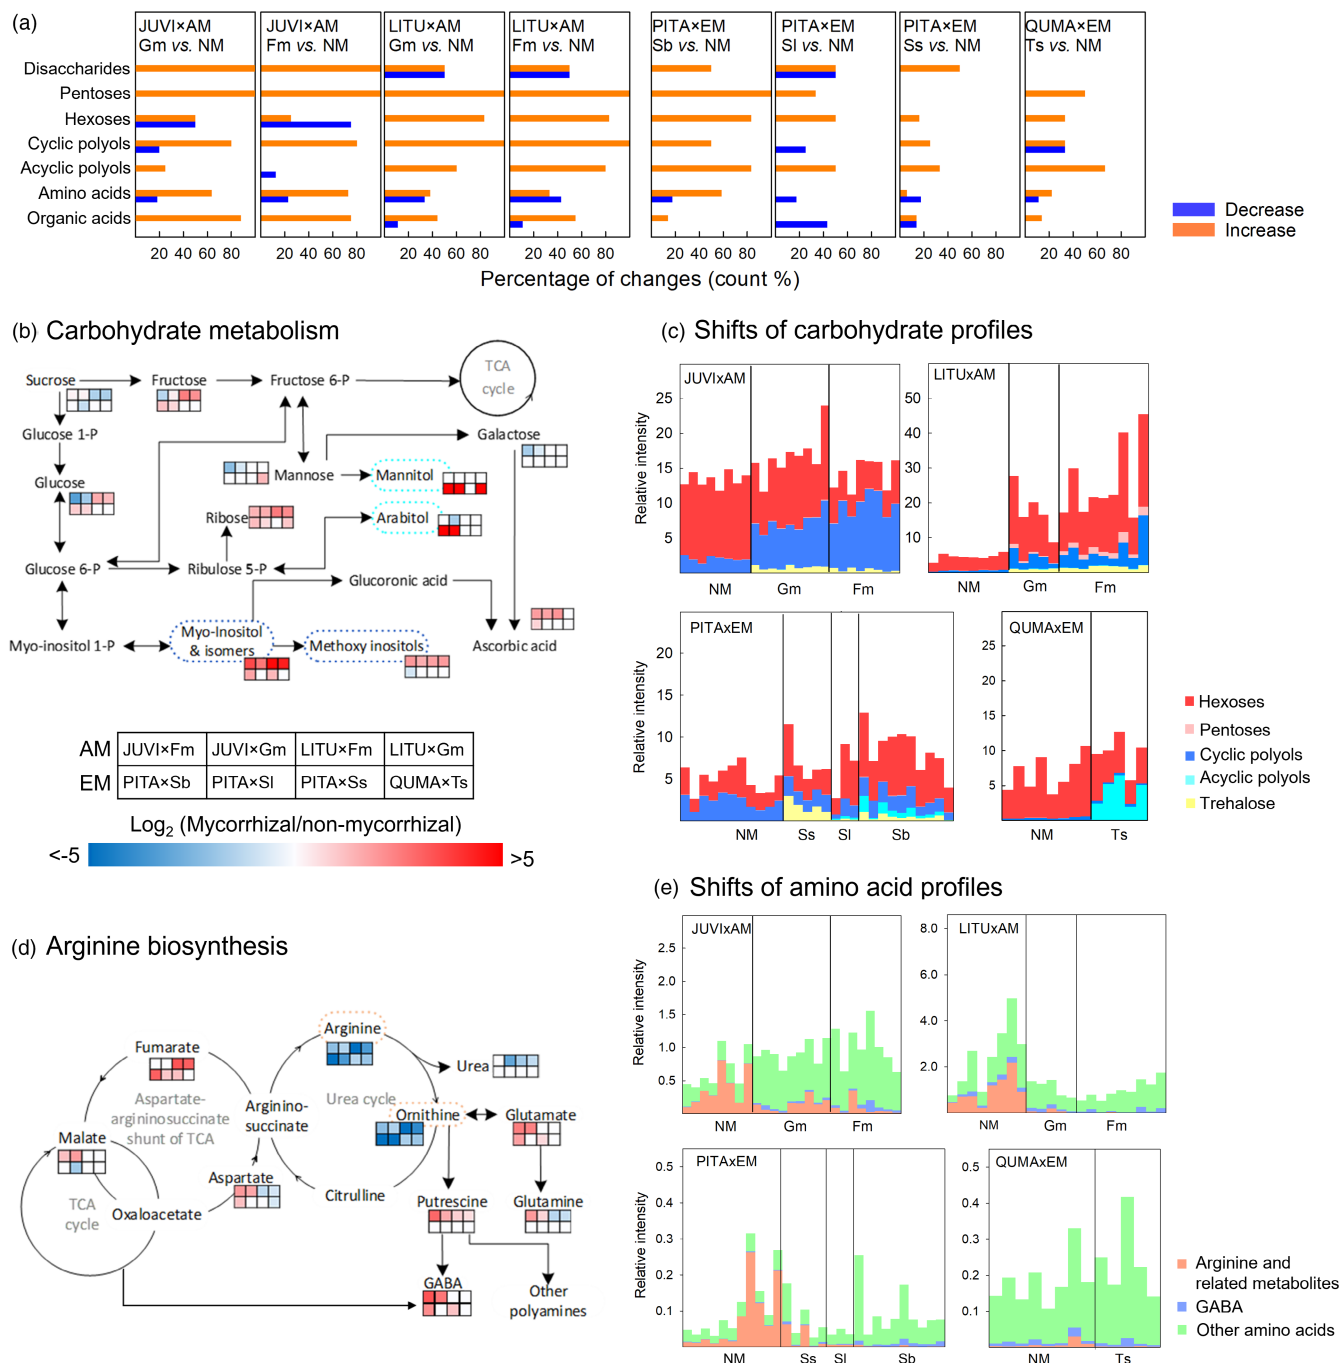 (a)
JUVI×AM
Gm vs. NM
JUVI×AM
Fm vs. NM
LITU×AM
Gm vs. NM
LITU×AM
Fm vs. NM
PITA×EM
Sb vs. NM
PITA×EM
Sl vs. NM
PITA×EM
Ss vs. NM
QUMA×EM
Ts vs. NM
Disaccharides
Pentoses
Hexoses
Cyclic polyols
Acyclic polyols
Amino acids
Organic acids
20 40 60 80
20 40 60 80
20 40 60 80
20 40 60 80
20 40 60 80
20 40 60 80
20 40 60 80
20 40 60 80
Percentage of changes (count %)
Decrease
Increase
(b) Carbohydrate metabolism
Sucrose
Fructose
Fructose 6-P
TCA
cycle
Glucose 1-P
Galactose
Glucose
Mannose
Mannitol
Ribose
Arabitol
Glucose 6-P
Ribulose 5-P
Glucoronic acid
Myo-inositol 1-P
Myo-Inositol
& isomers
Methoxy inositols
Ascorbic acid
AM JUVI×Fm JUVI×Gm LITU×Fm LITU×Gm
EM PITA×Sb PITA×Sl PITA×Ss QUMA×Ts
Log2 (Mycorrhizal/non-mycorrhizal)
<-5
>5
(c) Shifts of carbohydrate profiles
JUVIxAM
Relative intensity
25
20
15
10
5
NM Gm Fm
LITUxAM
50
40
30
20
10
NM Gm Fm
PITAxEM
Relative intensity
20
15
10
5
NM Ss Sl Sb
QUMAxEM
25
20
15
10
5
NM Ts
Hexoses
Pentoses
Cyclic polyols
Acyclic polyols
Trehalose
(d) Arginine biosynthesis
Arginine
Fumarate
Urea
Aspartate-
argininosuccinate
shunt of TCA
Arginino-
succinate
Urea cycle
Ornithine
Glutamate
Malate
Aspartate
Citrulline
TCA
cycle
Oxaloacetate
Putrescine
Glutamine
GABA
Other
polyamines
(e) Shifts of amino acid profiles
JUVIxAM
Relative intensity
2.5
2.0
1.5
1.0
0.5
NM Gm Fm
LITUxAM
8.0
6.0
4.0
2.0
NM Gm Fm
PITAxEM
Relative intensity
0.5
0.4
0.3
0.2
0.1
NM Ss Sl Sb
QUMAxEM
0.5
0.4
0.3
0.2
0.1
NM Ts
Arginine and
related metabolites
GABA
Other amino acids